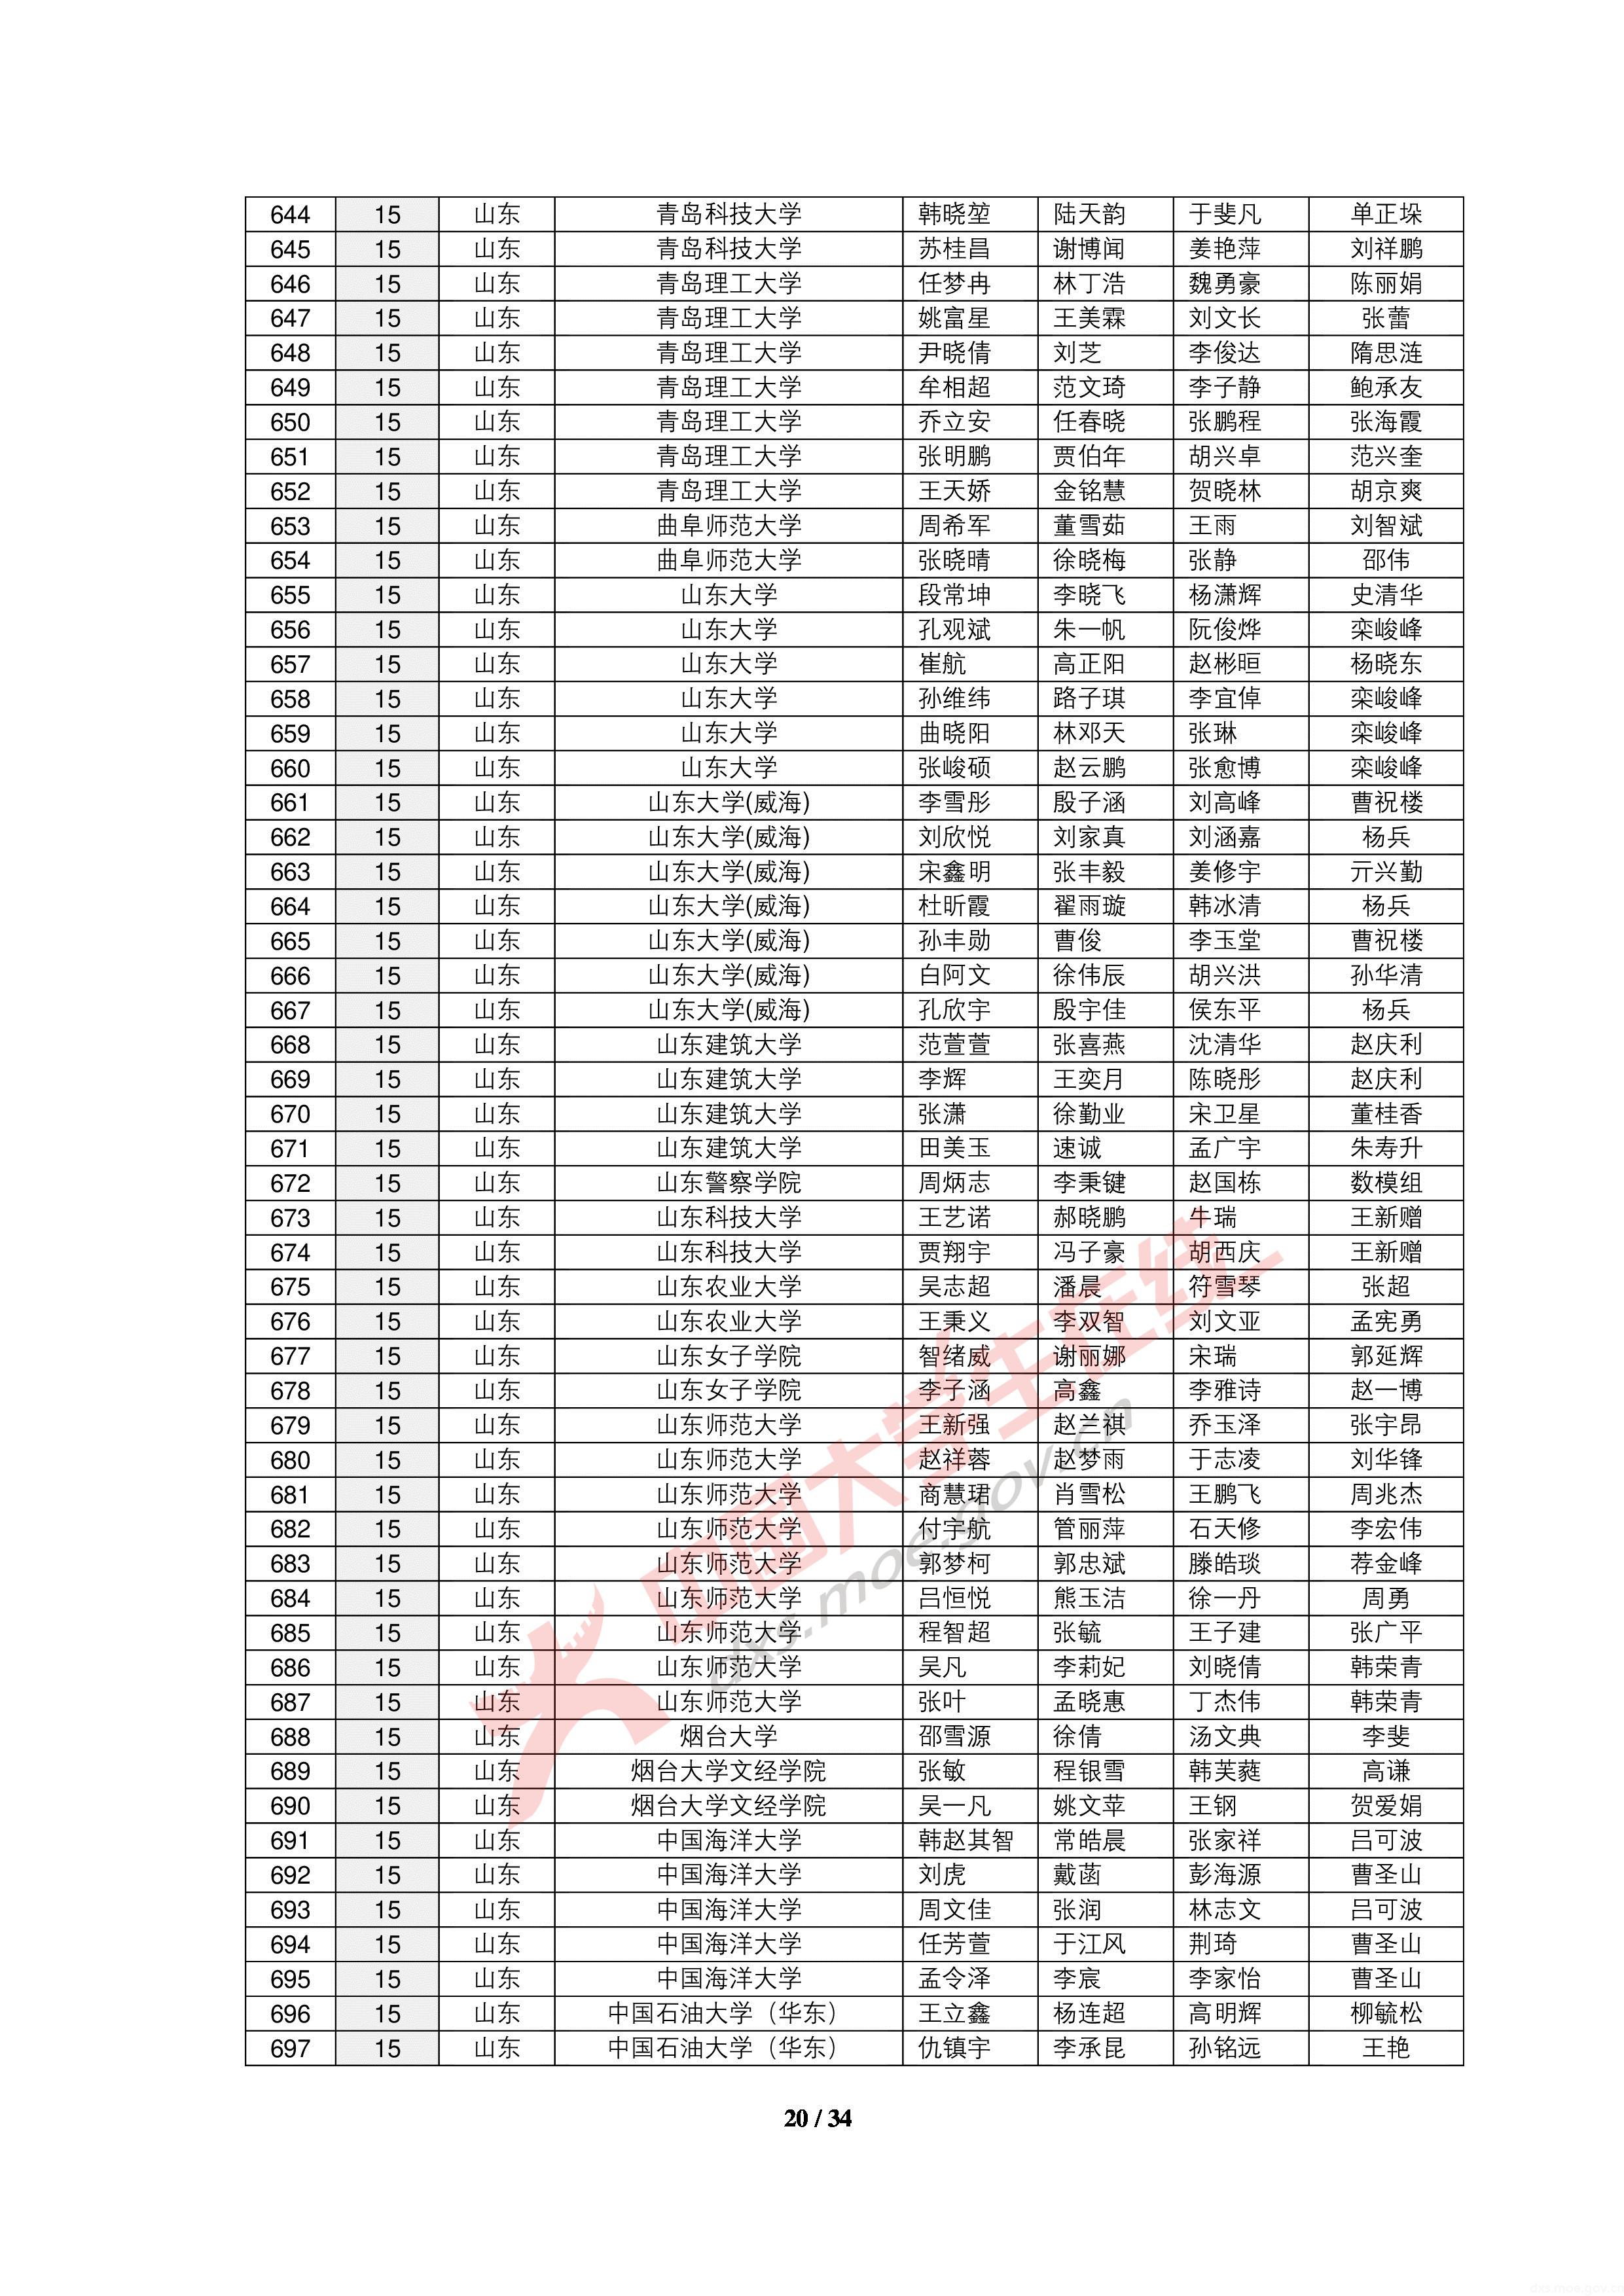 644 15 山东 青岛科技大学 韩晓堃 陆天韵 于斐凡 单正垛
645 15 山东 青岛科技大学 苏桂昌 谢博闻 姜艳萍 刘祥鹏
646 15 山东 青岛理工大学 任梦冉 林丁浩 魏勇豪 陈丽娟
647 15 山东 青岛理工大学 姚富星 王美霖 刘文长 张蕾
648 15 山东 青岛理工大学 尹晓倩 刘芝 李俊达 隋思涟
649 15 山东 青岛理工大学 牟相超 范文琦 李子静 鲍承友
650 15 山东 青岛理工大学 乔立安 任春晓 张鹏程 张海霞
651 15 山东 青岛理工大学 张明鹏 贾伯年 胡兴卓 范兴奎
652 15 山东 青岛理工大学 王天娇 金铭慧 贺晓林 胡京爽
653 15 山东 曲阜师范大学 周希军 董雪茹 王雨 刘智斌
654 15 山东 曲阜师范大学 张晓晴 徐晓梅 张静 邵伟
655 15 山东 山东大学 段常坤 李晓飞 杨潇辉 史清华
656 15 山东 山东大学 孔观斌 朱一帆 阮俊烨 栾峻峰
657 15 山东 山东大学 崔航 高正阳 赵彬晅 杨晓东
658 15 山东 山东大学 孙维纬 路子琪 李宜倬 栾峻峰
659 15 山东 山东大学 曲晓阳 林邓天 张琳 栾峻峰
660 15 山东 山东大学 张峻硕 赵云鹏 张愈博 栾峻峰
661 15 山东 山东大学(威海) 李雪彤 殷子涵 刘高峰 曹祝楼
662 15 山东 山东大学(威海) 刘欣悦 刘家真 刘涵嘉 杨兵
663 15 山东 山东大学(威海) 宋鑫明 张丰毅 姜修宇 亓兴勤
664 15 山东 山东大学(威海) 杜昕霞 翟雨璇 韩冰清 杨兵
665 15 山东 山东大学(威海) 孙丰勋 曹俊 李玉堂 曹祝楼
666 15 山东 山东大学(威海) 白阿文 徐伟辰 胡兴洪 孙华清
667 15 山东 山东大学(威海) 孔欣宇 殷宇佳 侯东平 杨兵
668 15 山东 山东建筑大学 范萱萱 张喜燕 沈清华 赵庆利
669 15 山东 山东建筑大学 李辉 王奕月 陈晓彤 赵庆利
670 15 山东 山东建筑大学 张潇 徐勤业 宋卫星 董桂香
671 15 山东 山东建筑大学 田美玉 速诚 孟广宇 朱寿升
672 15 山东 山东警察学院 周炳志 李秉键 赵国栋 数模组
673 15 山东 山东科技大学 王艺诺 郝晓鹏 牛瑞 王新赠
674 15 山东 山东科技大学 贾翔宇 冯子豪 胡西庆 王新赠
675 15 山东 山东农业大学 吴志超 潘晨 符雪琴 张超
676 15 山东 山东农业大学 王秉义 李双智 刘文亚 孟宪勇
677 15 山东 山东女子学院 智绪威 谢丽娜 宋瑞 郭延辉
678 15 山东 山东女子学院 李子涵 高鑫 李雅诗 赵一博
679 15 山东 山东师范大学 王新强 赵兰祺 乔玉泽 张宇昂
680 15 山东 山东师范大学 赵祥蓉 赵梦雨 于志凌 刘华锋
681 15 山东 山东师范大学 商慧珺 肖雪松 王鹏飞 周兆杰
682 15 山东 山东师范大学 付宇航 管丽萍 石天修 李宏伟
683 15 山东 山东师范大学 郭梦柯 郭忠斌 滕皓琰 荐金峰
684 15 山东 山东师范大学 吕恒悦 熊玉洁 徐一丹 周勇
685 15 山东 山东师范大学 程智超 张毓 王子建 张广平
686 15 山东 山东师范大学 吴凡 李莉妃 刘晓倩 韩荣青
687 15 山东 山东师范大学 张叶 孟晓惠 丁杰伟 韩荣青
688 15 山东 烟台大学 邵雪源 徐倩 汤文典 李斐
689 15 山东 烟台大学文经学院 张敏 程银雪 韩芙蕤 高谦
690 15 山东 烟台大学文经学院 吴一凡 姚文苹 王钢 贺爱娟
691 15 山东 中国海洋大学 韩赵其智 常皓晨 张家祥 吕可波
692 15 山东 中国海洋大学 刘虎 戴菡 彭海源 曹圣山
693 15 山东 中国海洋大学 周文佳 张润 林志文 吕可波
694 15 山东 中国海洋大学 任芳萱 于江风 荆琦 曹圣山
695 15 山东 中国海洋大学 孟令泽 李宸 李家怡 曹圣山
696 15 山东 中国石油大学（华东） 王立鑫 杨连超 高明辉 柳毓松
697 15 山东 中国石油大学（华东） 仇镇宇 李承昆 孙铭远 王艳
中国大学生在线
dxs.moe.gov.cn
20 / 34
dxs.moe.gov.cn